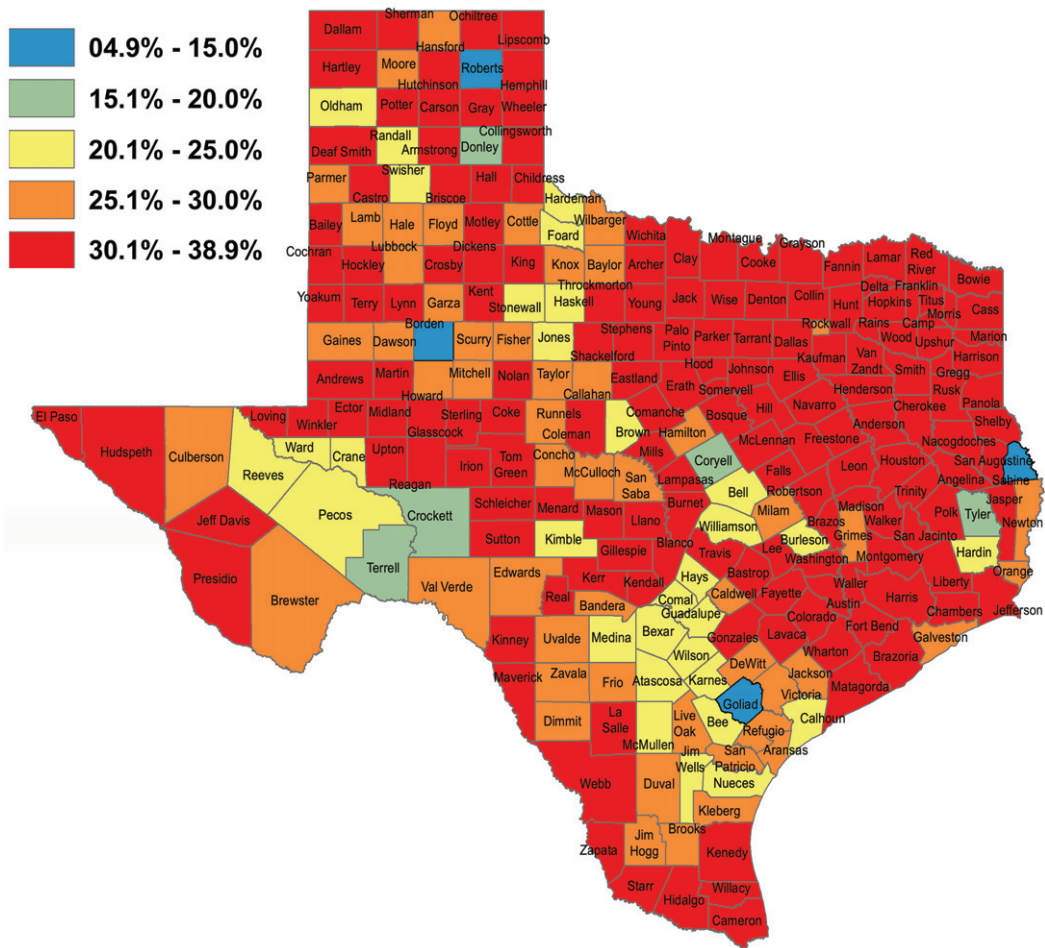 04.9% - 15.0%
15.1% - 20.0%
20.1% - 25.0%
25.1% - 30.0%
30.1% - 38.9%
Dallam Sherman Hansford Ochiltree Lipscomb
Hartley Moore Hutchinson Roberts Hemphill
Oldham Potter Carson Gray Wheeler
Deaf Smith Randall Armstrong Donley Collingsworth
Parmer Castro Swisher Briscoe Hall Childress
Hardeman
Bailey Lamb Hale Floyd Motley Cottle Foard Wilbarger Wichita
Montague Grayson
Clay Cooke Fannin Lamar Red River Bowie
Cochran Hockley Lubbock Crosby Dickens King Knox Baylor Archer
Yoakum Terry Lynn Garza Kent Stonewall Haskell Throckmorton Young Jack Wise Denton Collin Hunt Delta Hopkins Franklin Titus Morris Cass
Rockwall Rains Camp Wood Upshur Marion
Gaines Dawson Borden Scurry Fisher Jones Shackelford Stephens Palo Pinto Parker Tarrant Dallas Kaufman Van Zandt Smith Gregg Harrison
Andrews Martin Howard Mitchell Nolan Taylor Callahan Eastland Erath Hood Somervell Johnson Ellis Henderson Rusk Panola
El Paso Hudspeth Culberson Reeves Loving Winkler Ector Midland Glasscock Sterling Coke Runnels Coleman Brown Comanche Hamilton Bosque Hill Navarro Anderson Cherokee Shelby
Ward Crane Upton Reagan Irion Tom Green Concho McCulloch San Saba Mills Lampasas Coryell McLennan Freestone Falls Leon Houston Nacogdoches San Augustine Angelina Sabine
Jeff Davis Pecos Crockett Schleicher Menard Mason Llano Burnet Bell Milam Robertson Madison Trinity Polk Tyler Jasper Newton
Presidio Brewster Terrell Val Verde Sutton Kimble Gillespie Blanco Williamson Travis Burleson Brazos Grimes Walker San Jacinto Hardin
Edwards Real Kerr Kendall Hays Bastrop Lee Washington Montgomery Liberty Orange
Bandera Comal Guadalupe Caldwell Fayette Austin Waller Harris Chambers Jefferson
Kinney Uvalde Medina Bexar Wilson Gonzales Lavaca Colorado Fort Bend Galveston
Maverick Zavala Frio Atascosa Karnes DeWitt Jackson Wharton Brazoria
Victoria Matagorda
Dimmit La Salle McMullen Live Oak Bee Goliad Refugio Calhoun
Webb Duval Jim Wells San Patricio Aransas Nueces
Kleberg
Zapata Jim Hogg Brooks Kenedy
Starr Hidalgo Willacy
Cameron